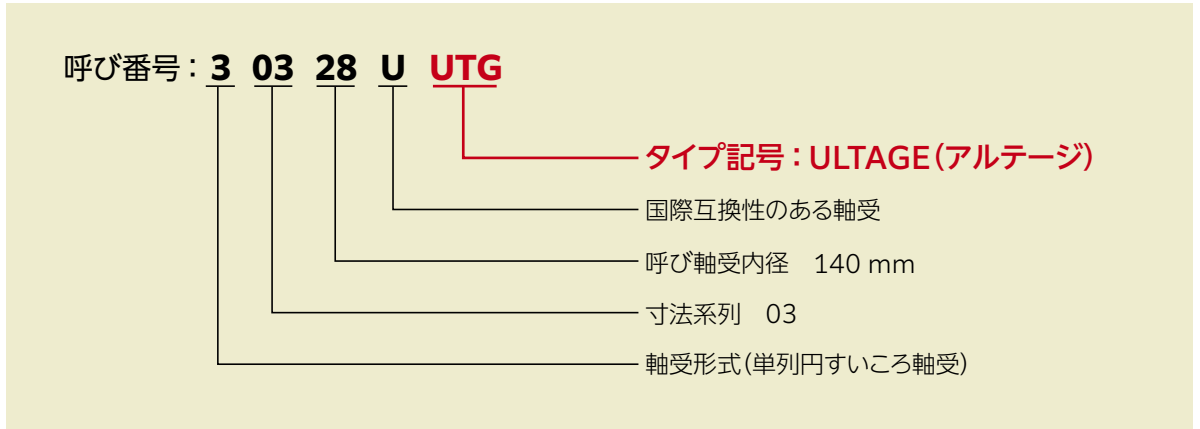 呼び番号：3 03 28 U UTG
タイプ記号：ULTAGE（アルテージ）
国際互換性のある軸受
呼び軸受内径　140 mm
寸法系列　03
軸受形式（単列円すいころ軸受）